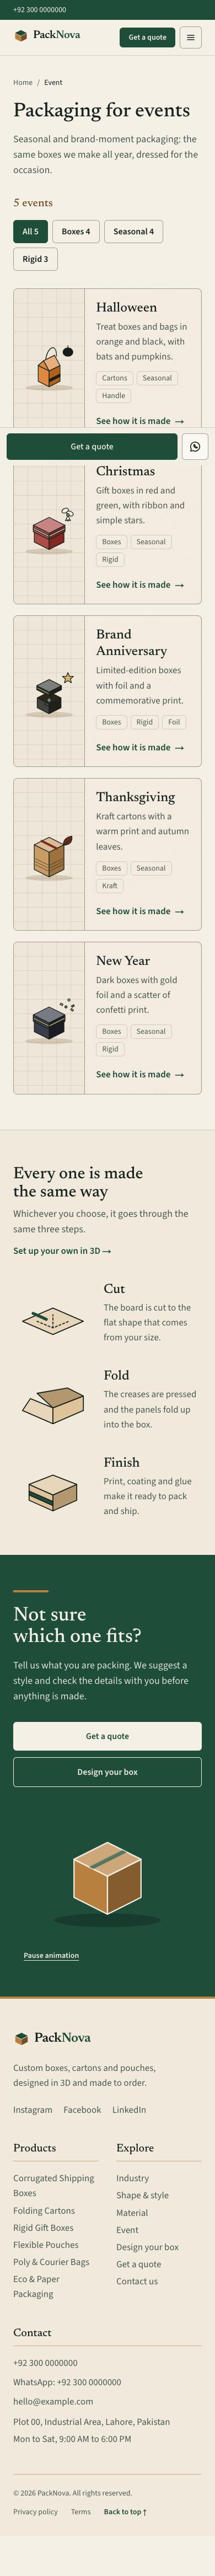 +92 300 0000000
PackNova
Get a quote
Home / Event
Packaging for events
Seasonal and brand-moment packaging: the
same boxes we make all year, dressed for the
occasion.
5 events
All 5
Boxes 4
Seasonal 4
Rigid 3
Halloween
Treat boxes and bags in
orange and black, with
bats and pumpkins.
Cartons
Seasonal
Handle
See how it is made →
Get a quote
Christmas
Gift boxes in red and
green, with ribbon and
simple stars.
Boxes
Seasonal
Rigid
See how it is made →
Brand
Anniversary
Limited-edition boxes
with foil and a
commemorative print.
Boxes
Rigid
Foil
See how it is made →
Thanksgiving
Kraft cartons with a
warm print and autumn
leaves.
Boxes
Seasonal
Kraft
See how it is made →
New Year
Dark boxes with gold
foil and a scatter of
confetti print.
Boxes
Seasonal
Rigid
See how it is made →
Every one is made
the same way
Whichever you choose, it goes through the
same three steps.
Set up your own in 3D →
Cut
The board is cut to the
flat shape that comes
from your size.
Fold
The creases are pressed
and the panels fold up
into the box.
Finish
Print, coating and glue
make it ready to pack
and ship.
Not sure
which one fits?
Tell us what you are packing. We suggest a
style and check the details with you before
anything is made.
Get a quote
Design your box
Pause animation
PackNova
Custom boxes, cartons and pouches,
designed in 3D and made to order.
Instagram
Facebook
LinkedIn
Products
Corrugated Shipping
Boxes
Folding Cartons
Rigid Gift Boxes
Flexible Pouches
Poly & Courier Bags
Eco & Paper
Packaging
Explore
Industry
Shape & style
Material
Event
Design your box
Get a quote
Contact us
Contact
+92 300 0000000
WhatsApp: +92 300 0000000
hello@example.com
Plot 00, Industrial Area, Lahore, Pakistan
Mon to Sat, 9:00 AM to 6:00 PM
© 2026 PackNova. All rights reserved.
Privacy policy
Terms
Back to top ↑